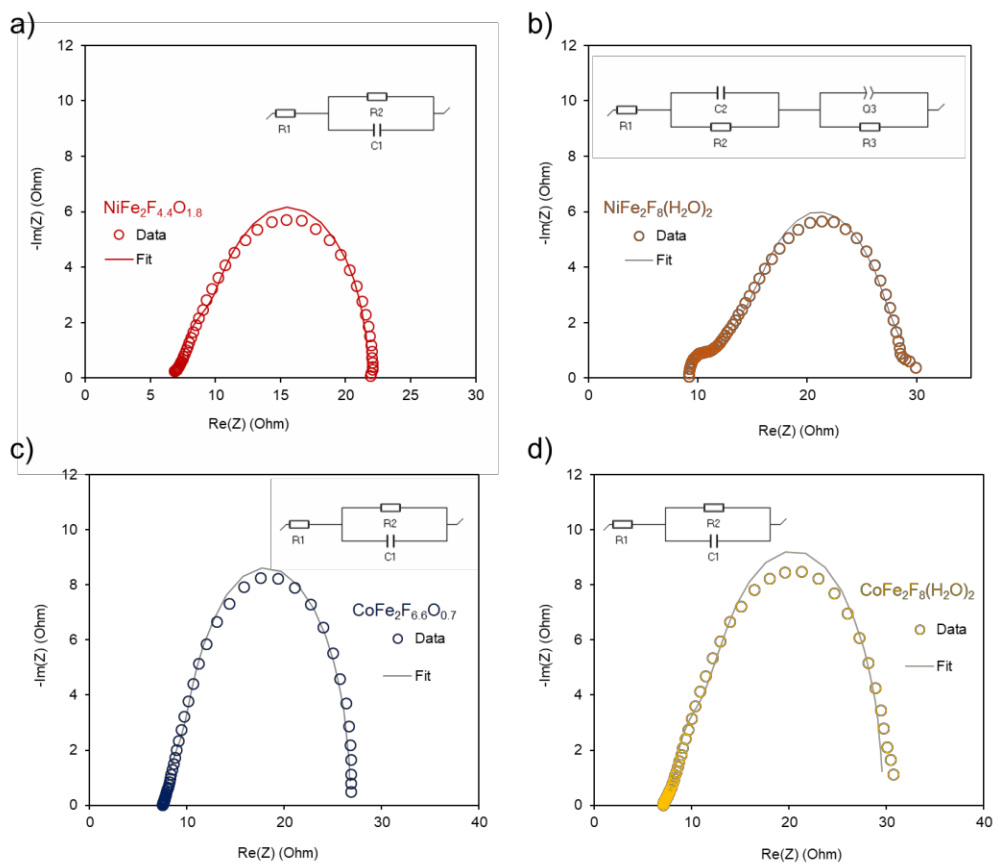 a)
12
10
8
6
4
2
0
-Im(Z) (Ohm)
R1
R2
C1
NiFe₂F₄.₄O₁.₈
Data
Fit
0 5 10 15 20 25 30
Re(Z) (Ohm)
b)
12
10
8
6
4
2
0
-Im(Z) (Ohm)
R1
C2
R2
Q3
R3
NiFe₂F₈(H₂O)₂
Data
Fit
0 10 20 30
Re(Z) (Ohm)
c)
12
10
8
6
4
2
0
-Im(Z) (Ohm)
R1
R2
C1
CoFe₂F₆.₆O₀.₇
Data
Fit
0 10 20 30 40
Re(Z) (Ohm)
d)
12
10
8
6
4
2
0
-Im(Z) (Ohm)
R1
R2
C1
CoFe₂F₈(H₂O)₂
Data
Fit
0 10 20 30 40
Re(Z) (Ohm)